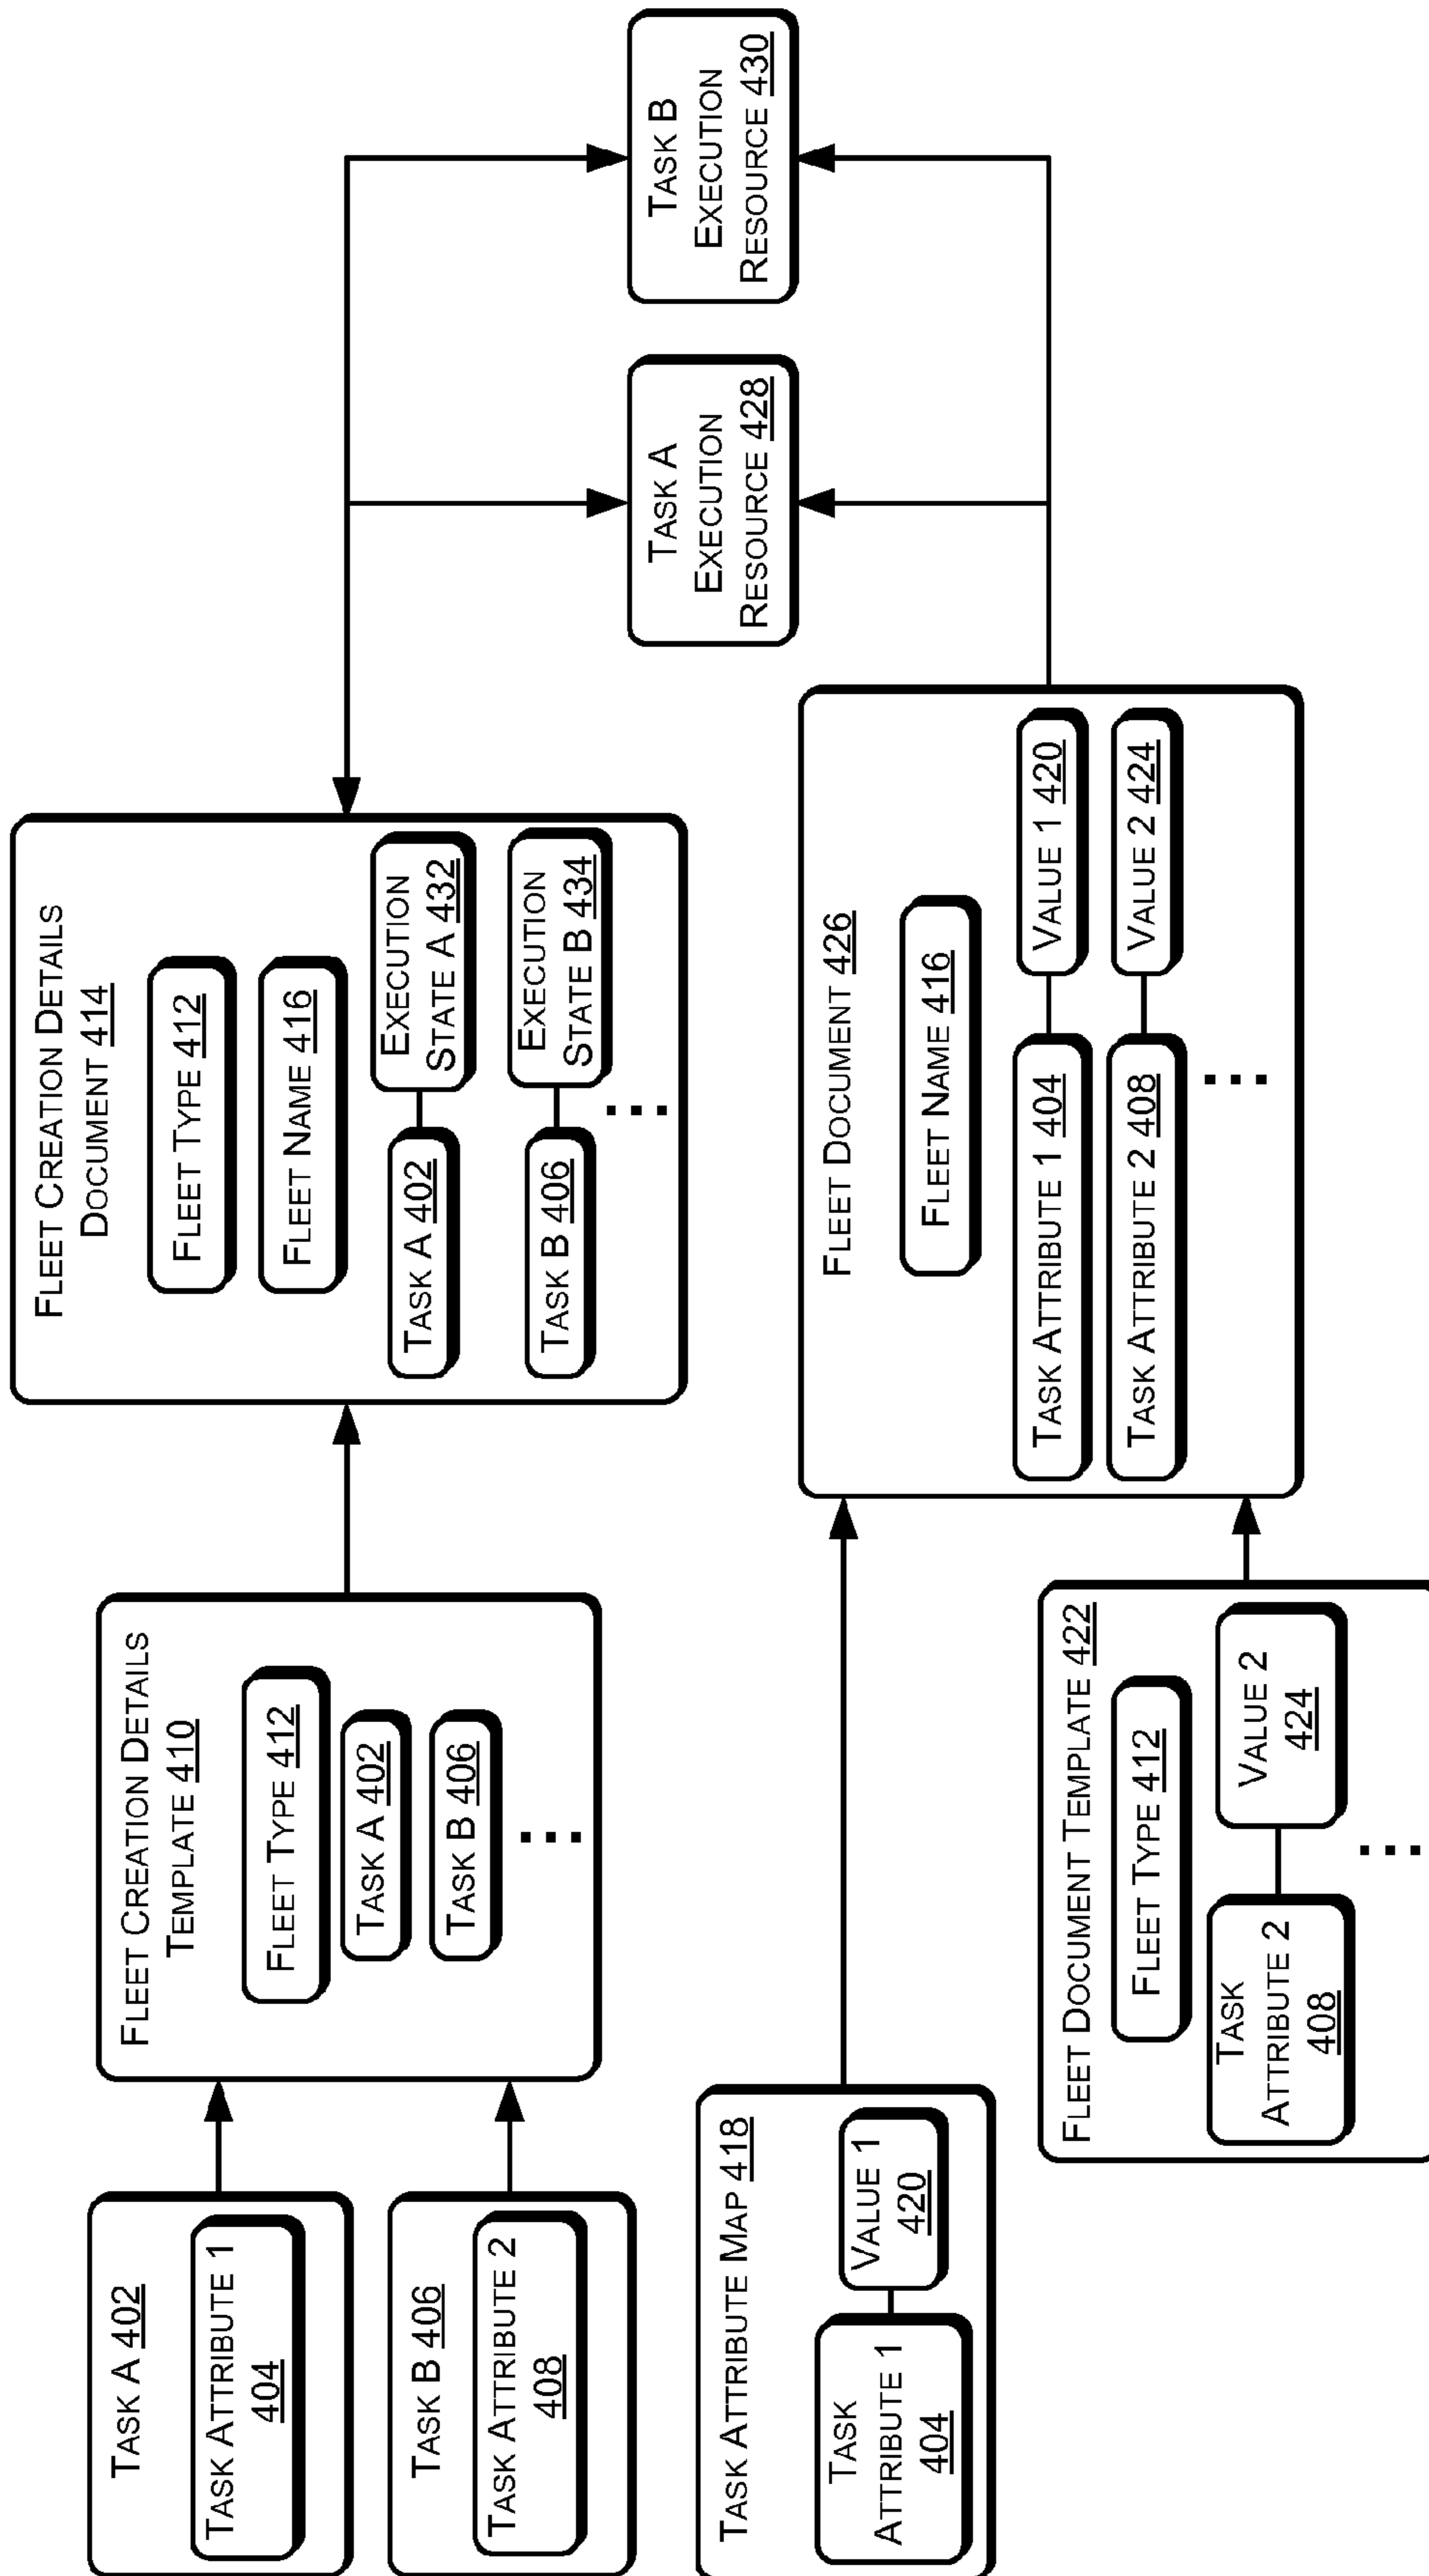 TASK A 402
TASK ATTRIBUTE 1
404
TASK B 406
TASK ATTRIBUTE 2
408
FLEET CREATION DETAILS
TEMPLATE 410
FLEET TYPE 412
TASK A 402
TASK B 406
...
FLEET CREATION DETAILS
DOCUMENT 414
FLEET TYPE 412
FLEET NAME 416
TASK A 402
EXECUTION
STATE A 432
TASK B 406
EXECUTION
STATE B 434
...
TASK ATTRIBUTE MAP 418
TASK
ATTRIBUTE 1
404
VALUE 1
420
FLEET DOCUMENT TEMPLATE 422
FLEET TYPE 412
TASK
ATTRIBUTE 2
408
VALUE 2
424
...
FLEET DOCUMENT 426
FLEET NAME 416
TASK ATTRIBUTE 1 404
VALUE 1 420
TASK ATTRIBUTE 2 408
VALUE 2 424
...
TASK A
EXECUTION
RESOURCE 428
TASK B
EXECUTION
RESOURCE 430